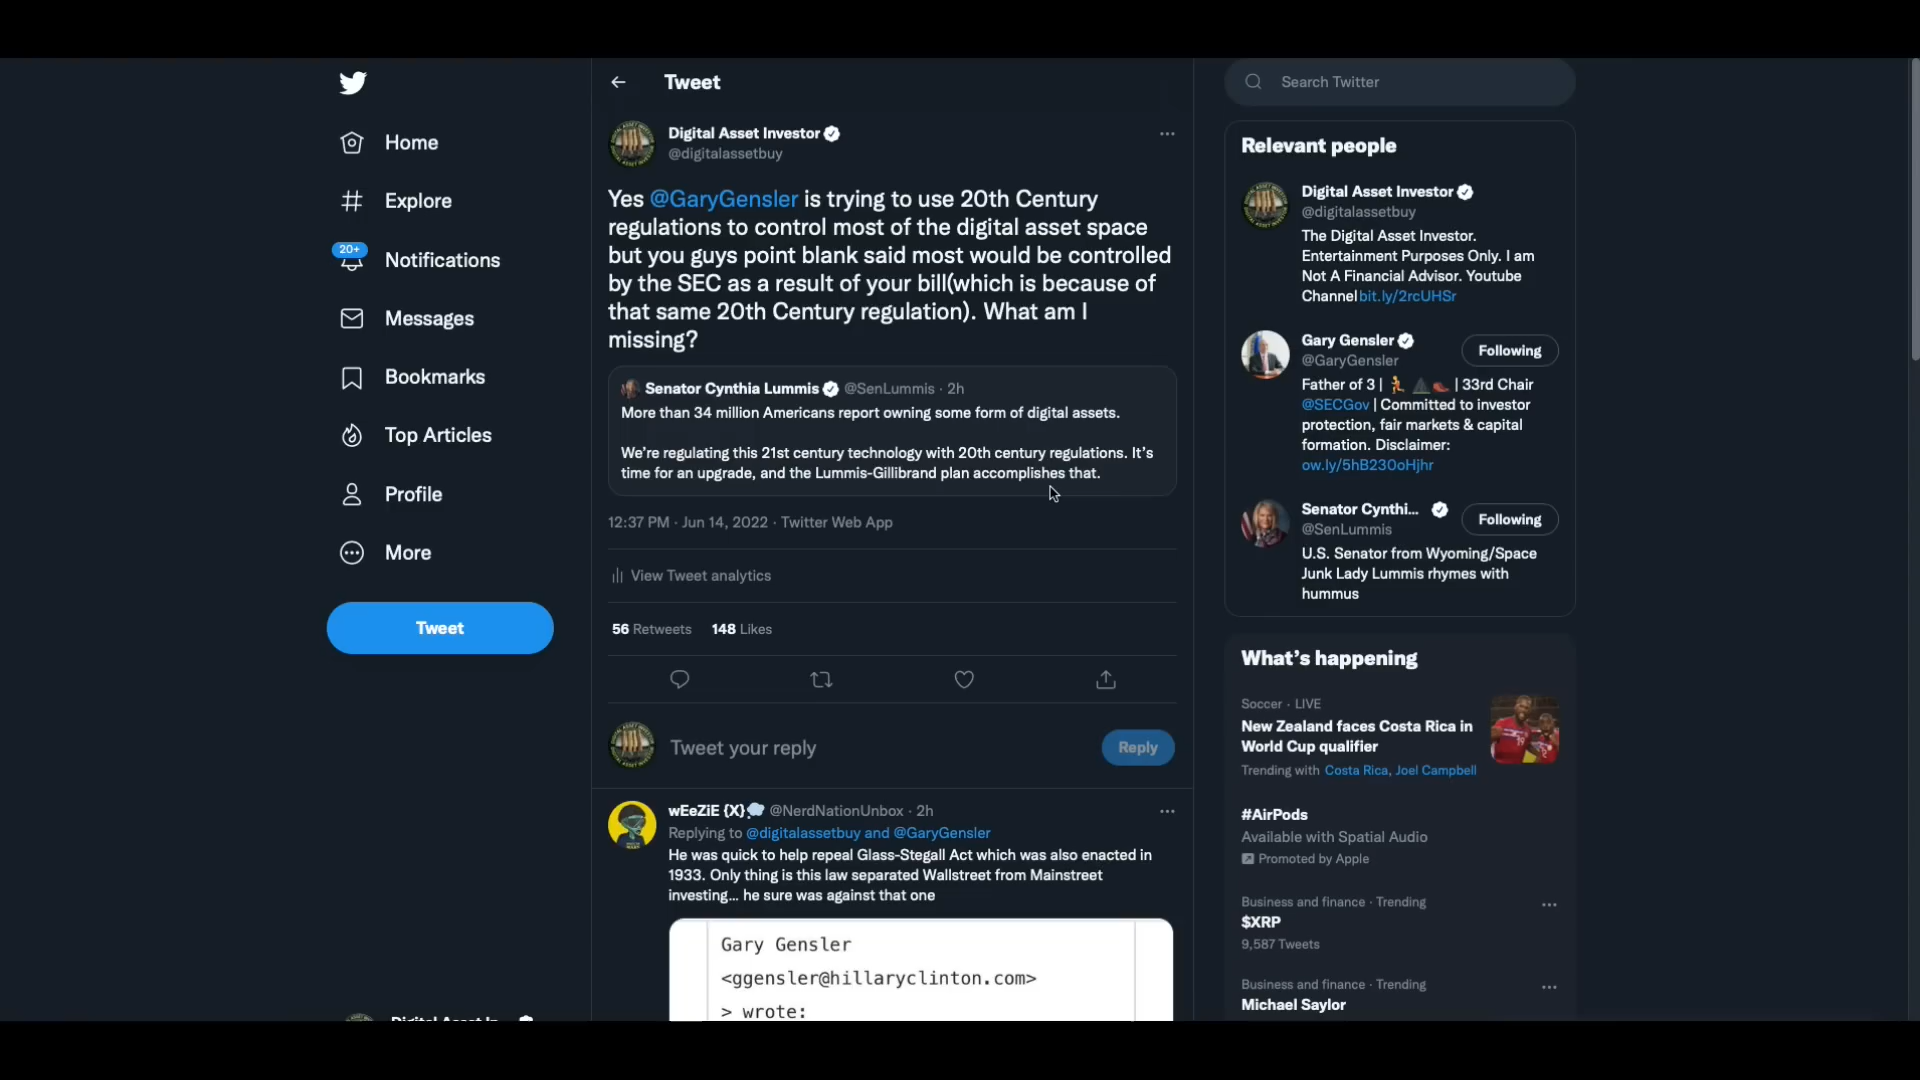 Tweet
Search Twitter
Home
Explore
20+
Notifications
Messages
Bookmarks
Top Articles
Profile
More
Tweet
Digital Asset Investor
@digitalassetbuy
Yes @GaryGensler is trying to use 20th Century
regulations to control most of the digital asset space
but you guys point blank said most would be controlled
by the SEC as a result of your bill(which is because of
that same 20th Century regulation). What am I
missing?
Senator Cynthia Lummis @SenLummis · 2h
More than 34 million Americans report owning some form of digital assets.
We're regulating this 21st century technology with 20th century regulations. It's
time for an upgrade, and the Lummis-Gillibrand plan accomplishes that.
12:37 PM · Jun 14, 2022 · Twitter Web App
View Tweet analytics
56 Retweets 148 Likes
Tweet your reply
Reply
wEeZiE {X} @NerdNationUnbox · 2h
Replying to @digitalassetbuy and @GaryGensler
He was quick to help repeal Glass-Stegall Act which was also enacted in
1933. Only thing is this law separated Wallstreet from Mainstreet
investing... he sure was against that one
Gary Gensler
<ggensler@hillaryclinton.com>
> wrote:
Relevant people
Digital Asset Investor
@digitalassetbuy
The Digital Asset Investor.
Entertainment Purposes Only. I am
Not A Financial Advisor. Youtube
Channel bit.ly/2rcUHSr
Gary Gensler
@GaryGensler
Following
Father of 3 | | 33rd Chair
@SECGov | Committed to investor
protection, fair markets & capital
formation. Disclaimer:
ow.ly/5hB230oHjhr
Senator Cynthi...
@SenLummis
Following
U.S. Senator from Wyoming/Space
Junk Lady Lummis rhymes with
hummus
What's happening
Soccer · LIVE
New Zealand faces Costa Rica in
World Cup qualifier
Trending with Costa Rica, Joel Campbell
#AirPods
Available with Spatial Audio
Promoted by Apple
Business and finance · Trending
$XRP
9,587 Tweets
Business and finance · Trending
Michael Saylor